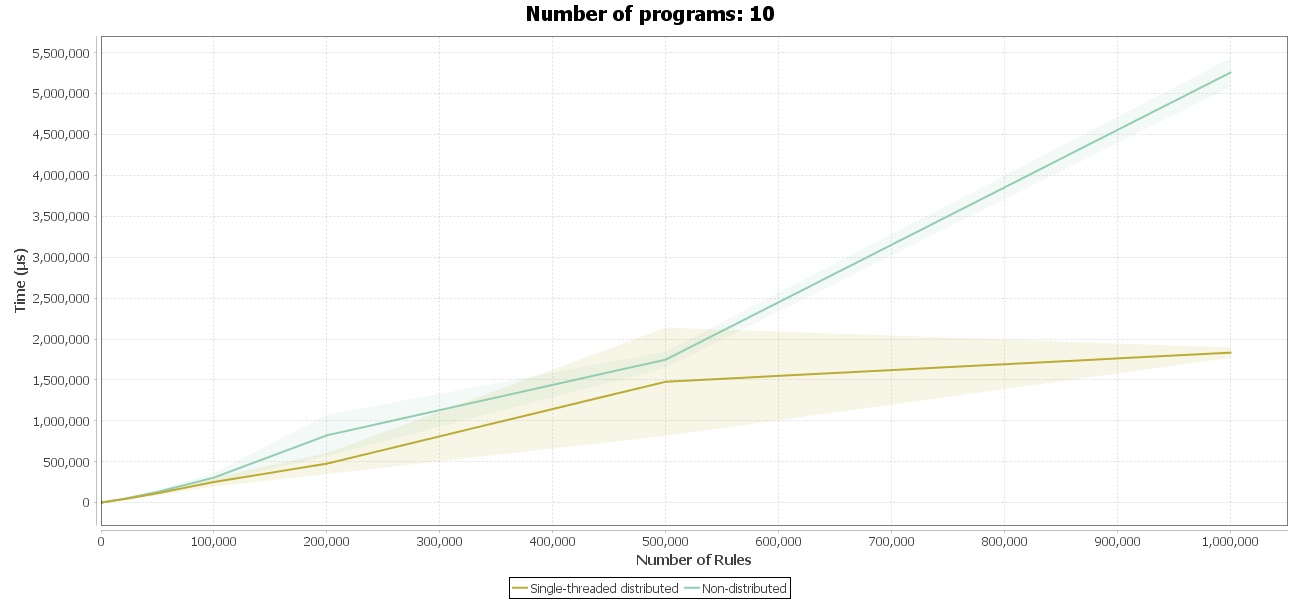 Number of programs: 10
5,500,000
5,000,000
4,500,000
4,000,000
3,500,000
3,000,000
2,500,000
2,000,000
1,500,000
1,000,000
500,000
0
Time (µs)
0 100,000 200,000 300,000 400,000 500,000 600,000 700,000 800,000 900,000 1,000,000
Number of Rules
Single-threaded distributed Non-distributed